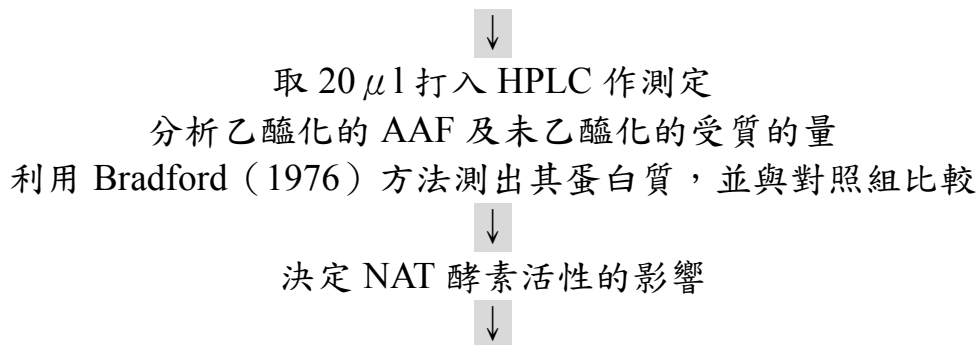 ↓
取 20μl 打入 HPLC 作測定
分析乙醯化的 AAF 及未乙醯化的受質的量
利用 Bradford（1976）方法測出其蛋白質，並與對照組比較
↓
決定 NAT 酵素活性的影響
↓